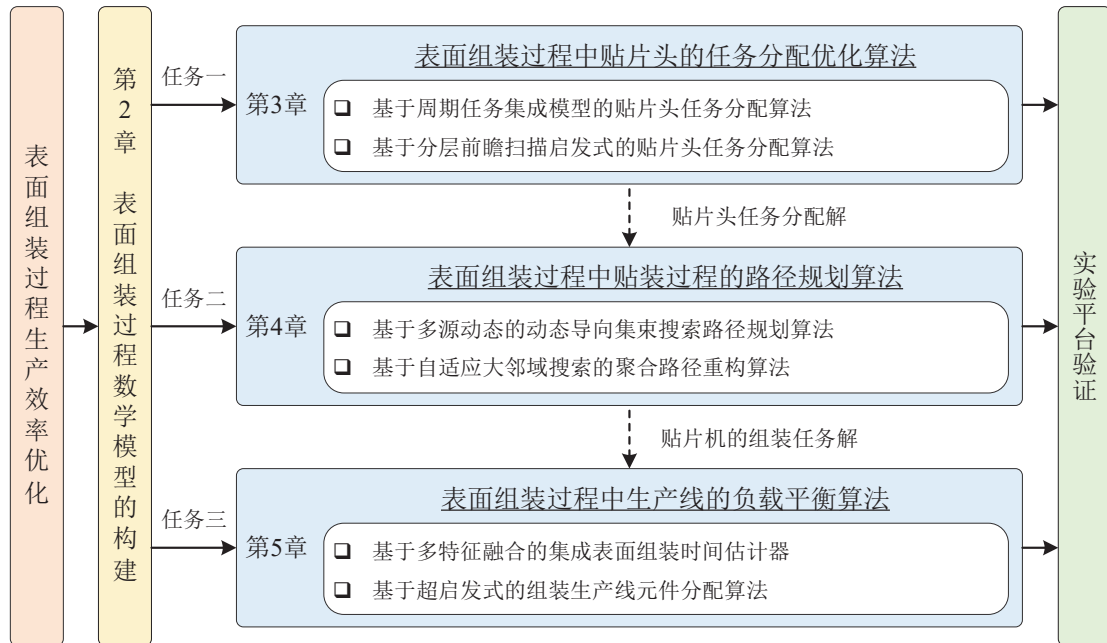 表面组装过程生产效率优化
第2章 表面组装过程数学模型的构建
任务一
第3章
表面组装过程中贴片头的任务分配优化算法
❑ 基于周期任务集成模型的贴片头任务分配算法
❑ 基于分层前瞻扫描启发式的贴片头任务分配算法
贴片头任务分配解
任务二
第4章
表面组装过程中贴装过程的路径规划算法
❑ 基于多源动态的动态导向集束搜索路径规划算法
❑ 基于自适应大邻域搜索的聚合路径重构算法
贴片机的组装任务解
任务三
第5章
表面组装过程中生产线的负载平衡算法
❑ 基于多特征融合的集成表面组装时间估计器
❑ 基于超启发式的组装生产线元件分配算法
实验平台验证